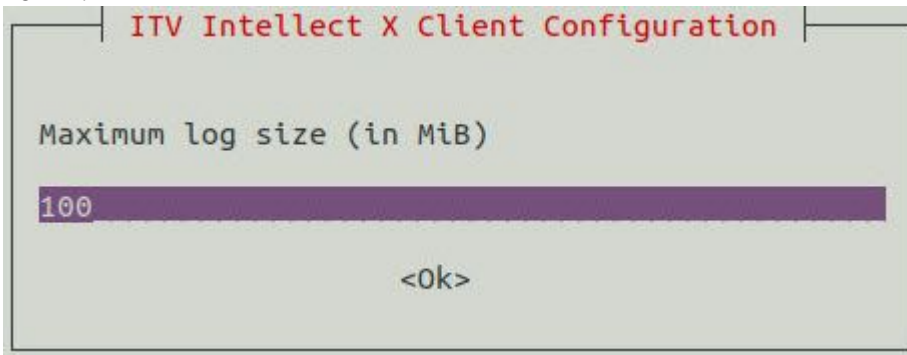 ITV Intellect X Client Configuration
Maximum log size (in MiB)
100
<Ok>